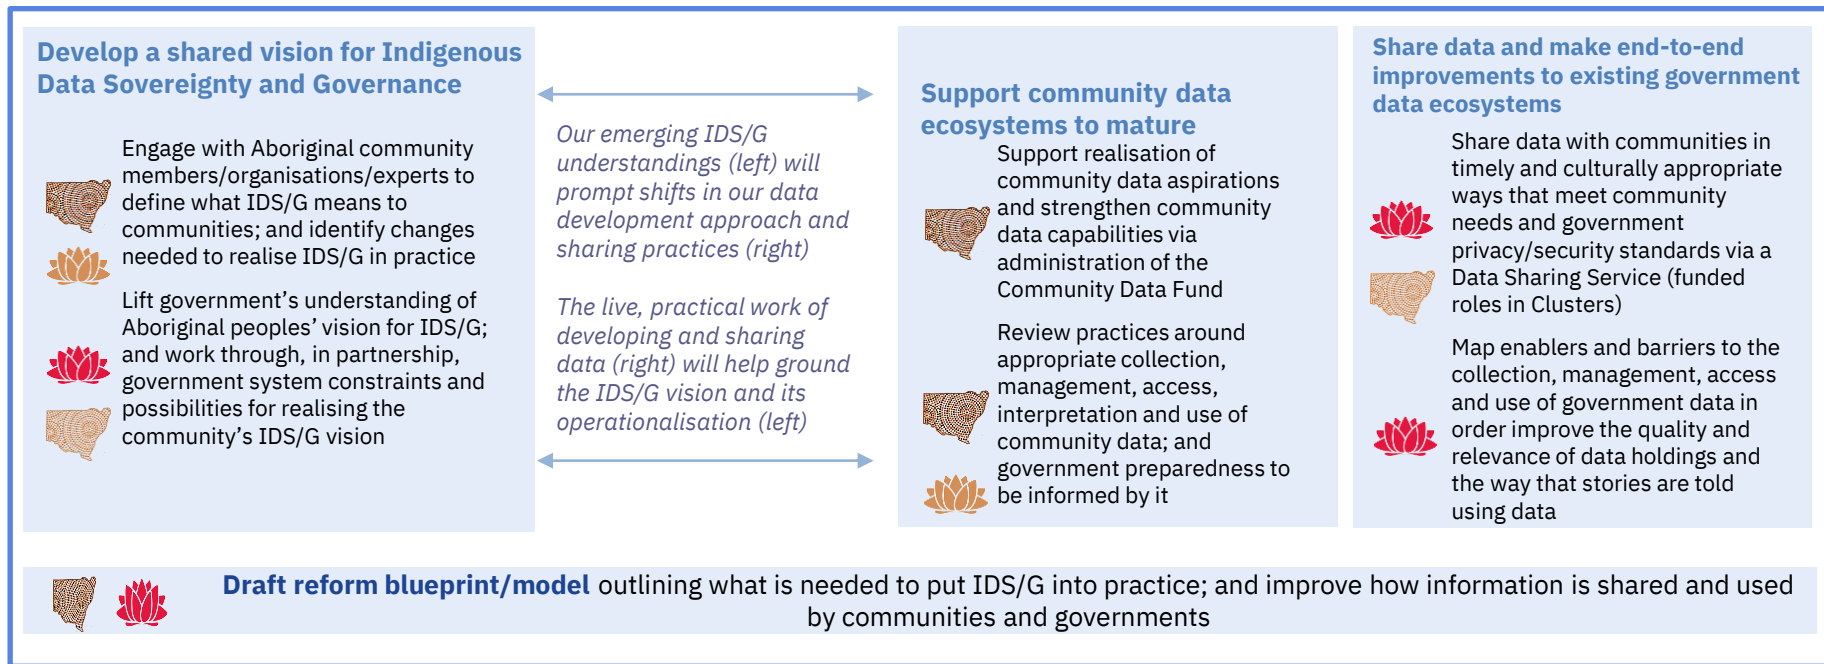 Develop a shared vision for Indigenous
Data Sovereignty and Governance
Engage with Aboriginal community
members/organisations/experts to
define what IDS/G means to
communities; and identify changes
needed to realise IDS/G in practice
Lift government's understanding of
Aboriginal peoples' vision for IDS/G;
and work through, in partnership,
government system constraints and
possibilities for realising the
community's IDS/G vision
Our emerging IDS/G
understandings (left) will
prompt shifts in our data
development approach and
sharing practices (right)
The live, practical work of
developing and sharing
data (right) will help ground
the IDS/G vision and its
operationalisation (left)
Support community data
ecosystems to mature
Support realisation of
community data aspirations
and strengthen community
data capabilities via
administration of the
Community Data Fund
Review practices around
appropriate collection,
management, access,
interpretation and use of
community data; and
government preparedness to
be informed by it
Share data and make end-to-end
improvements to existing government
data ecosystems
Share data with communities in
timely and culturally appropriate
ways that meet community
needs and government
privacy/security standards via a
Data Sharing Service (funded
roles in Clusters)
Map enablers and barriers to the
collection, management, access
and use of government data in
order improve the quality and
relevance of data holdings and
the way that stories are told
using data
Draft reform blueprint/model outlining what is needed to put IDS/G into practice; and improve how information is shared and used
by communities and governments